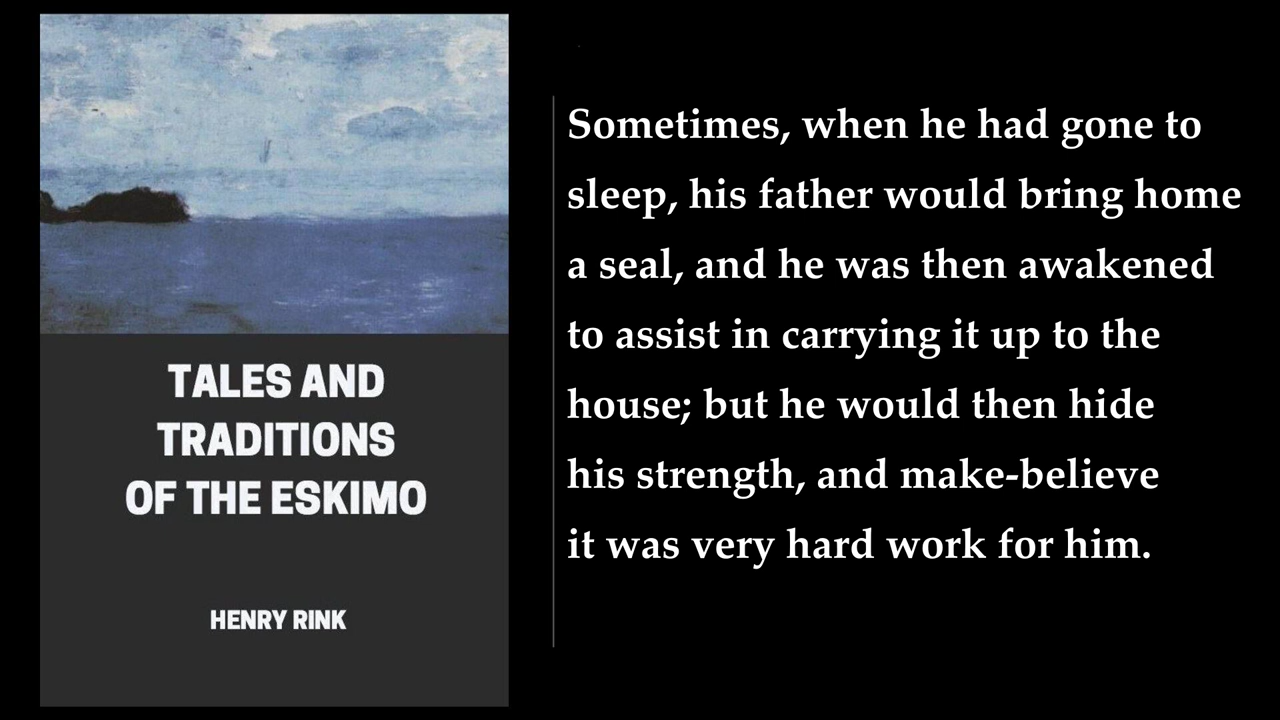 TALES AND
TRADITIONS
OF THE ESKIMO
HENRY RINK
Sometimes, when he had gone to
sleep, his father would bring home
a seal, and he was then awakened
to assist in carrying it up to the
house; but he would then hide
his strength, and make-believe
it was very hard work for him.